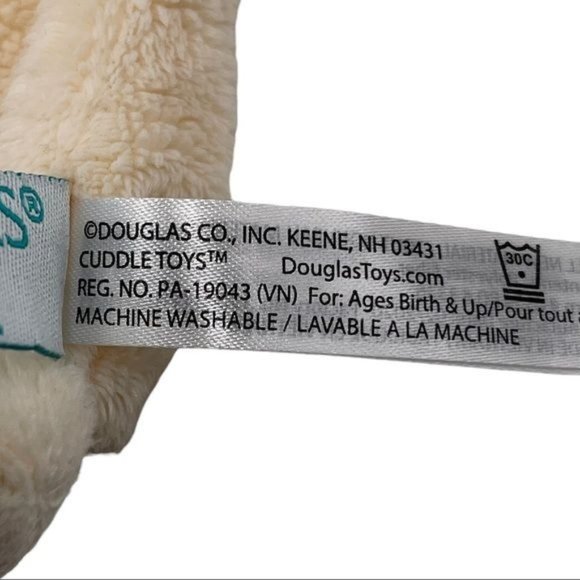 S®
©DOUGLAS CO., INC. KEENE, NH 03431
CUDDLE TOYS™ DouglasToys.com
REG. NO. PA-19043 (VN) For: Ages Birth & Up/Pour tout
MACHINE WASHABLE / LAVABLE A LA MACHINE
30C